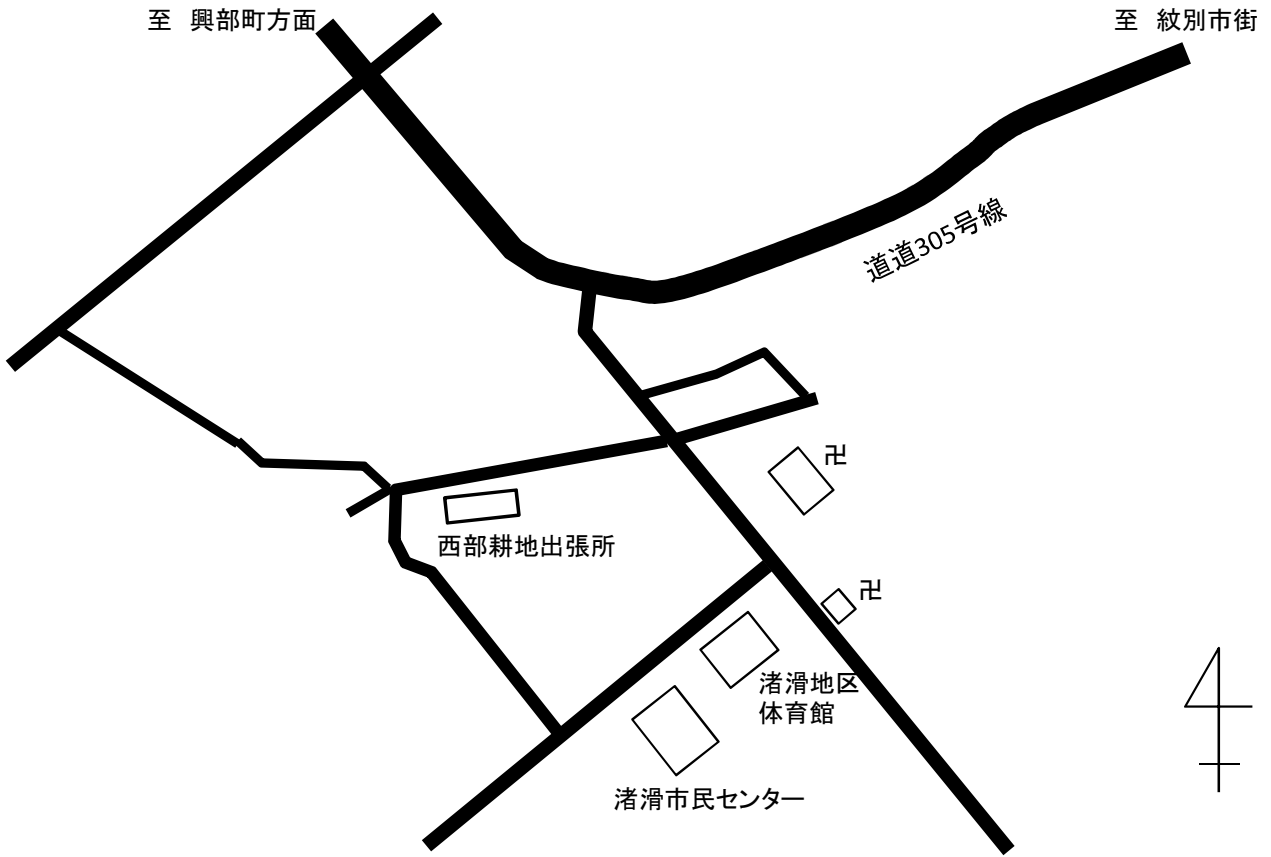 至 興部町方面
至 紋別市街
道道305号線
卍
西部耕地出張所
卍
渚滑地区
体育館
渚滑市民センター